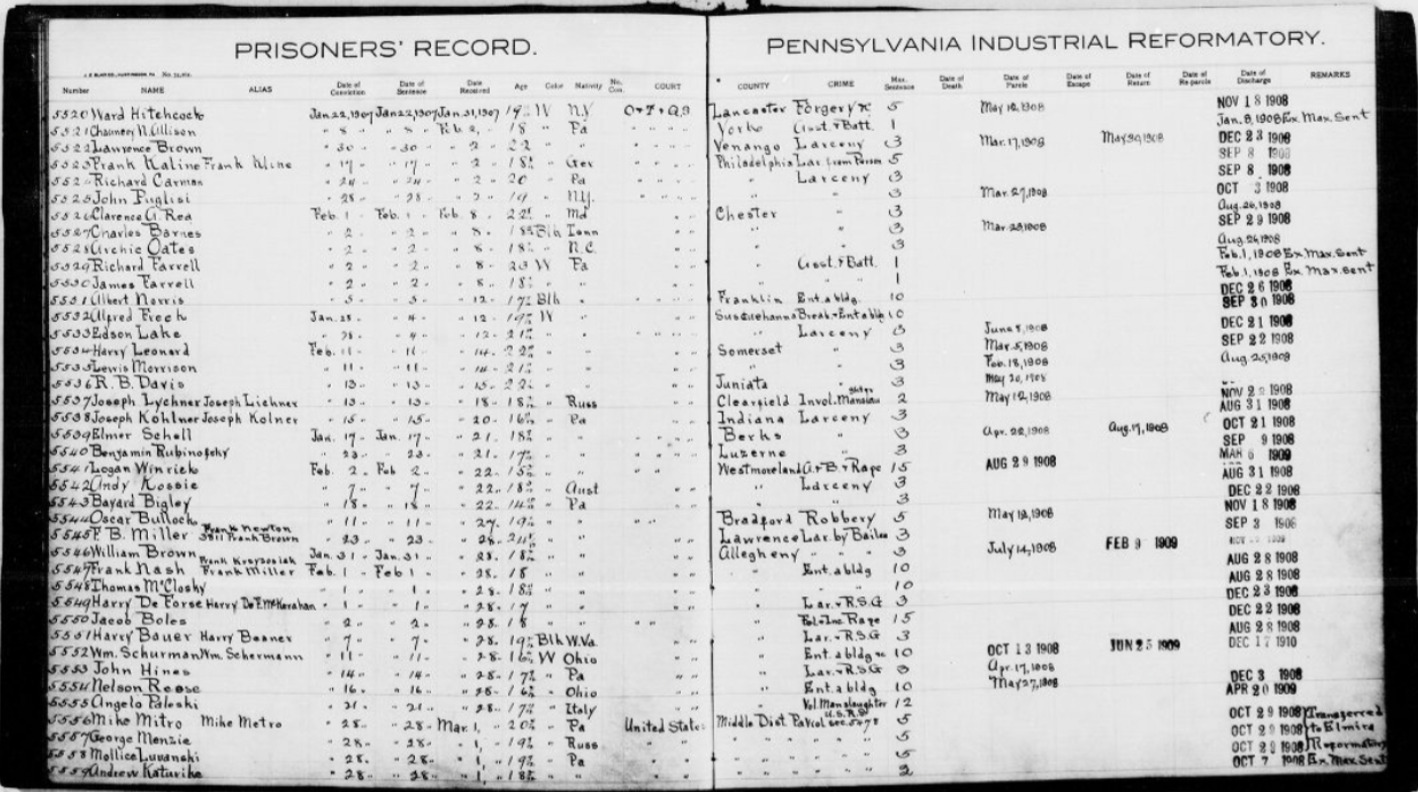 PRISONERS' RECORD.
PENNSYLVANIA INDUSTRIAL REFORMATORY.
Number NAME ALIAS Date of Conviction Date of Sentence Date Received Age Color Nativity No. Con. COURT COUNTY CRIME Max. Sentence Date of Death Date of Parole Date of Escape Date of Return Date of Re-parole Date of Discharge REMARKS
5520 Ward Hitchcock Jan 22, 1907 Jan 22, 1907 Jan 31, 1907 19 W N.Y O+T+Q.S Lancaster Forgery 5 May 12, 1908 NOV 18 1908
5521 Chauncy N. Allison " 8 " " 8 " Feb. 2, " 18 " Pa York Asst. + Batt. 1 Jan. 8, 1908 Ex. Max. Sent
5522 Lawrence Brown " 30 " " 30 " " 2 " 22 " " Venango Larceny 3 Mar. 17, 1908 May 30, 1908 DEC 23 1908
5523 Frank Kaline Frank Kline " 17 " " 17 " " 2 " 18 " Ger Philadelphia Lar. from Person 5 SEP 8 1908
Richard Carman " 24 " " 24 " " 2 " 20 " Pa " Larceny 3 SEP 8 1908
5525 John Puglisi " 28 " " 28 " " 2 " 19 " N.Y. " " 3 Mar. 27, 1908 OCT 3 1908
5526 Clarence A. Rea Feb. 1 " Feb. 1 " Feb. 8 " 22 " Md Chester " 3 Aug. 26, 1908
5527 Charles Barnes " 2 " " 2 " " 8 " 18 Blk Tenn " " 3 Mar. 28, 1908 SEP 29 1908
5528 Archie Oates " 2 " " 2 " " 8 " 18 " N.C. " " 3 Aug. 26, 1908
5529 Richard Farrell " 2 " " 2 " " 8 " 23 W Pa " Asst. + Batt. 1 Feb. 1, 1908 Ex. Max. Sent
5530 James Farrell " 2 " " 2 " " 8 " 18 " " " " 1 Feb. 1, 1908 Ex. Max. Sent
5531 Albert Norris " 5 " " 5 " " 12 " 17 Blk " Franklin Ent. a bldg. 10 DEC 26 1908
5532 Alfred Frock Jan. 28 " " 4 " " 12 " 19 W " Susquehanna Break. + Ent a bldg 10 SEP 30 1908
5533 Edson Lake " 28 " " 4 " " 12 " 21 " " " Larceny 3 June 8, 1908 DEC 21 1908
5534 Harry Leonard Feb. 11 " " 11 " " 14 " 22 " " Somerset " 3 Mar. 5, 1908 SEP 22 1908
5535 Lewis Morrison " 11 " " 11 " " 14 " 21 " " " " 3 Feb. 18, 1908 Aug. 25, 1908
5536 R. B. Davis " 13 " " 13 " " 15 " 22 " " Juniata " 3 May 20, 1908
5537 Joseph Lychner Joseph Lichner " 13 " " 13 " " 18 " 18 " Russ Clearfield Invol. Manslau 2 May 12, 1908 NOV 22 1908
5538 Joseph Kohlner Joseph Kolner " 15 " " 15 " " 20 " 16 " Pa Indiana Larceny 3 AUG 31 1908
5539 Elmer Schell Jan. 17 " Jan. 17 " " 21 " 18 " " Berks " 3 Apr. 22, 1908 Aug. 17, 1908 OCT 21 1908
5540 Benjamin Rubinofsky " 23 " " 23 " " 21 " 17 " " Luzerne " 3 SEP 9 1908
5541 Logan Winrick Feb. 2 " Feb 2 " " 22 " 15 " " Westmoreland A. + B. + Rape 15 AUG 29 1908 MAR 6 1909
5542 Andy Kossie " 7 " " 7 " " 22 " 18 " Aust " Larceny 3 AUG 31 1908
5543 Bayard Bigley " 18 " " 18 " " 22 " 14 " Pa " " 3 DEC 22 1908
5544 Oscar Bullock " 11 " " 11 " " 27 " 19 " " Bradford Robbery 5 May 12, 1908 NOV 18 1908
5545 F. B. Miller Frank Newton 3811 Frank Brown " 23 " " 23 " " 28 " 21 " " Lawrence Lar. by Bailee 3 SEP 3 1908
5546 William Brown Jan. 31 " Jan. 31 " " 28 " 18 " " Allegheny " " 3 July 14, 1908 FEB 9 1909
5547 Frank Nash Frank Miller Feb. 1 " Feb 1 " " 28 " 18 " " " Ent. a bldg 10 AUG 28 1908
5548 Thomas McClosky " 1 " " 1 " " 28 " 18 " " " " 10 AUG 28 1908
5549 Harry De Forse " 1 " " 1 " " 28 " 17 " " " Lar. + R.S.G 3 DEC 23 1908
5550 Jacob Boles " 2 " " 2 " " 28 " 18 " " " Rape 15 DEC 22 1908
5551 Harry Bauer Harry Beaner " 7 " " 7 " " 28 " 19 Blk W.Va. " Lar. + R.S.G 3 AUG 28 1908
5552 Wm. Schurman Wm. Schermann " 11 " " 11 " " 28 " 16 W Ohio " Ent. a bldg 10 OCT 13 1908 JUN 25 1909 DEC 17 1910
5553 John Hines " 14 " " 14 " " 28 " 17 " Pa " Lar. + R.S.G 3 Apr. 17, 1908
5554 Nelson Reese " 16 " " 16 " " 28 " 16 " Ohio " Ent. a bldg 10 May 27, 1908 DEC 3 1908
5555 Angelo Paleski " 21 " " 21 " " 28 " 17 " Italy " Vol. Manslaughter 12 APR 20 1909
5556 Mike Mitro Mike Metro " 28 " " 28 " Mar. 1, " 20 " Pa United States Middle Dist. Pa Viol sec. 5478 U.S.R.S 5 OCT 29 1908 Transferred
5557 George Menzie " 28 " " 28 " " 1, " 19 " Russ " " 5 OCT 29 1908 to Elmira
5558 Mollice Luvanski " 28 " " 28 " " 1, " 19 " Pa " " 5 OCT 29 1908 Reformatory
5559 Andrew Katurike " 28 " " 28 " " 1, " 18 " " " " 2 OCT 7 1908 Ex. Max. Sent